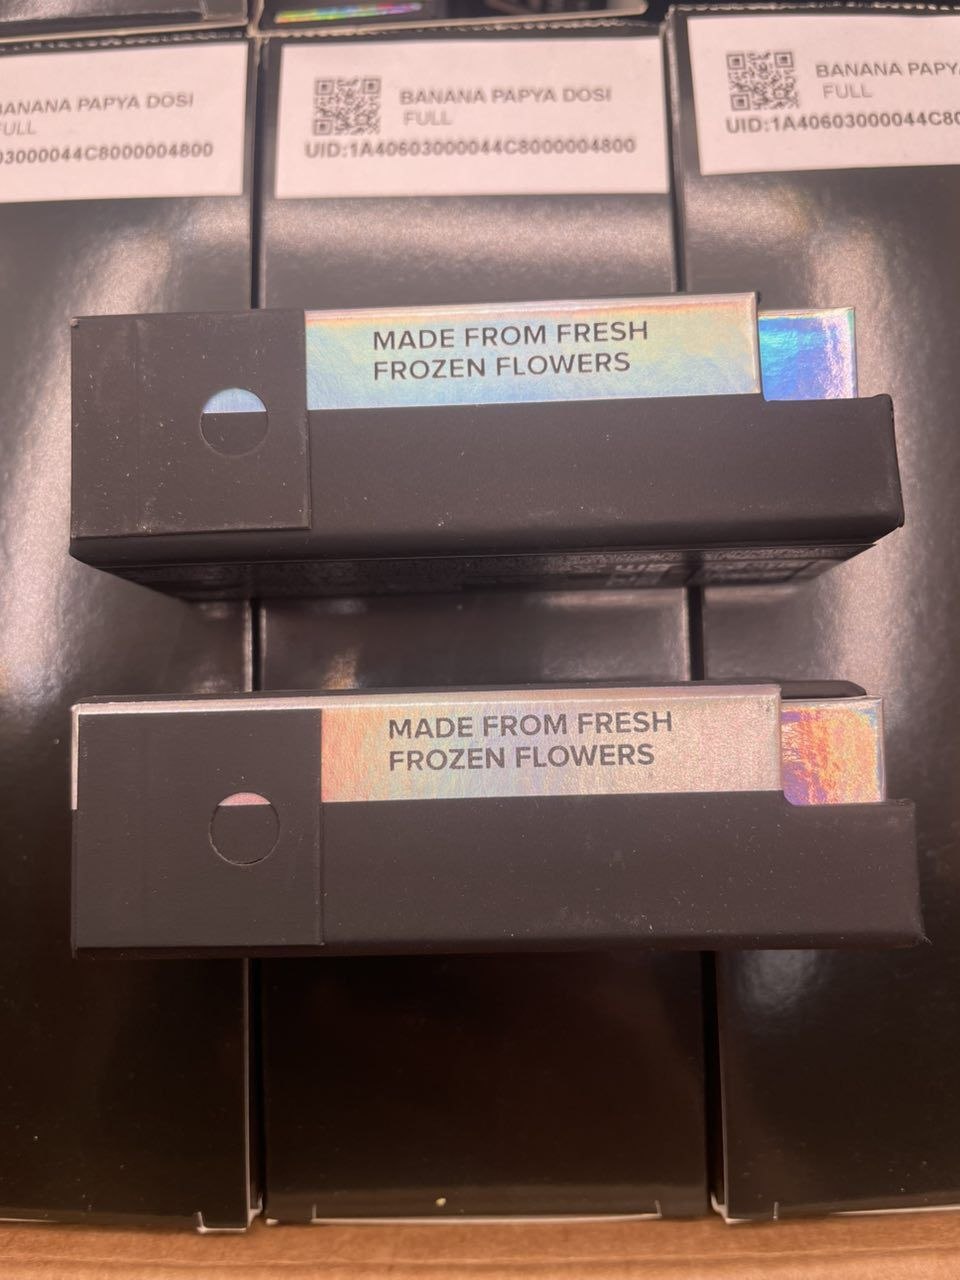 BANANA PAPYA DOSI
FULL
03000044C8000004800
BANANA PAPYA DOSI
FULL
UID:1A40603000044C8000004800
BANANA PAPY
FULL
UID:1A40603000044C80
MADE FROM FRESH
FROZEN FLOWERS
MADE FROM FRESH
FROZEN FLOWERS